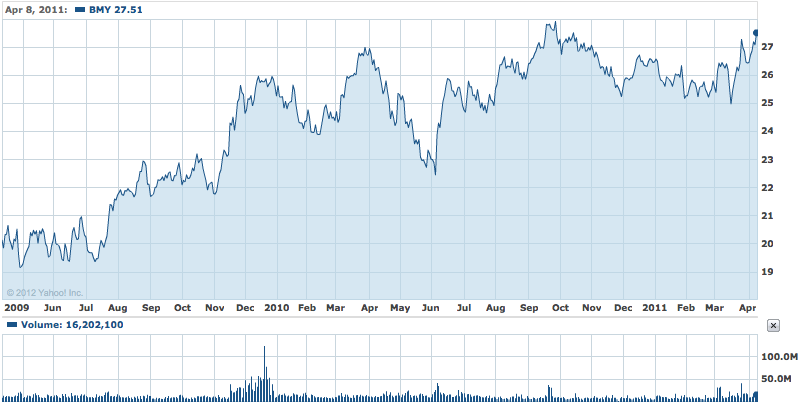 Apr 8, 2011: BMY 27.51
27
26
25
24
23
22
21
20
19
© 2012 Yahoo! Inc.
2009 Jun Jul Aug Sep Oct Nov Dec 2010 Feb Mar Apr May Jun Jul Aug Sep Oct Nov Dec 2011 Feb Mar Apr
Volume: 16,202,100
100.0M
50.0M